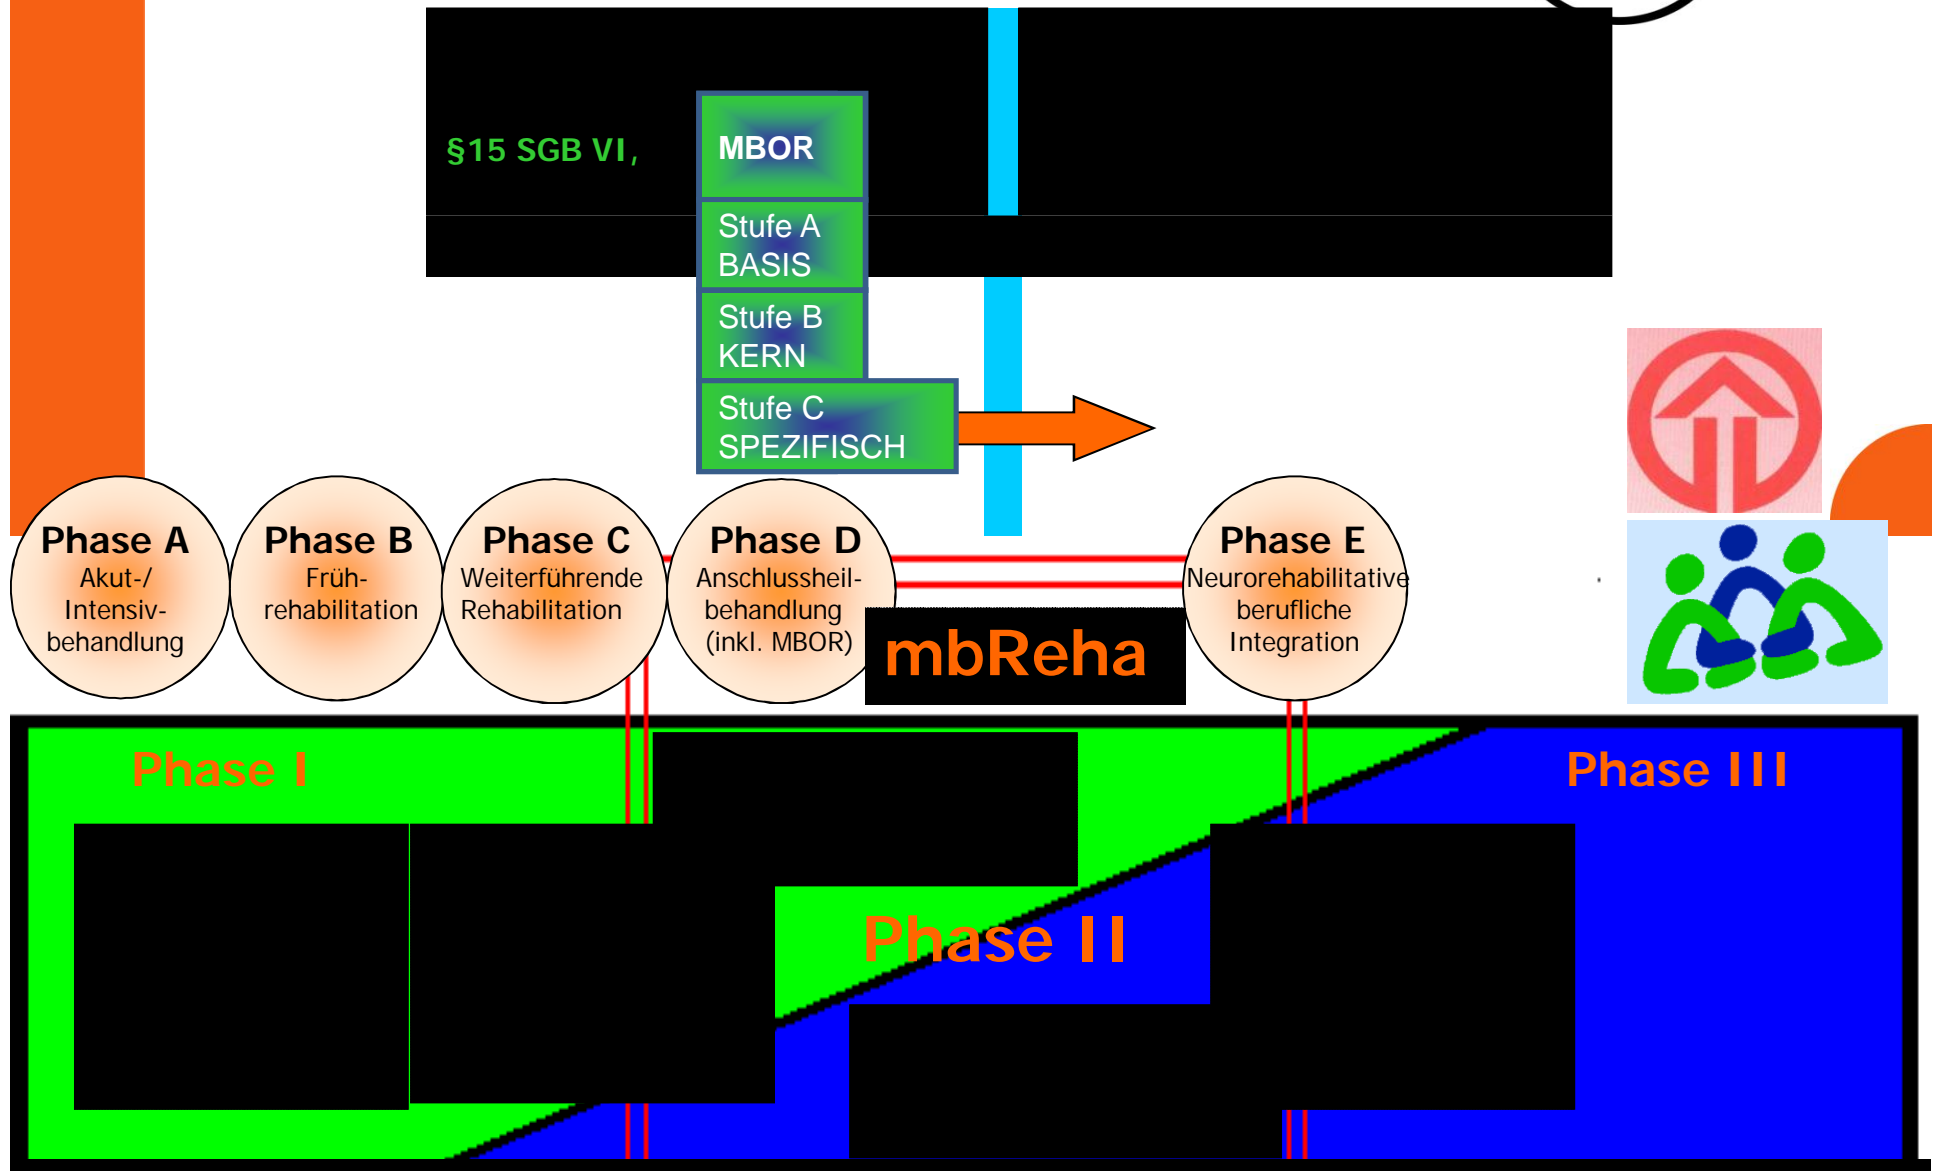 §15 SGB VI,
MBOR
Stufe A
BASIS
Stufe B
KERN
Stufe C
SPEZIFISCH
Phase A
Akut-/
Intensiv-
behandlung
Phase B
Früh-
rehabilitation
Phase C
Weiterführende
Rehabilitation
Phase D
Anschlussheil-
behandlung
(inkl. MBOR)
mbReha
Phase E
Neurorehabilitative
berufliche
Integration
Phase I
Phase II
Phase III